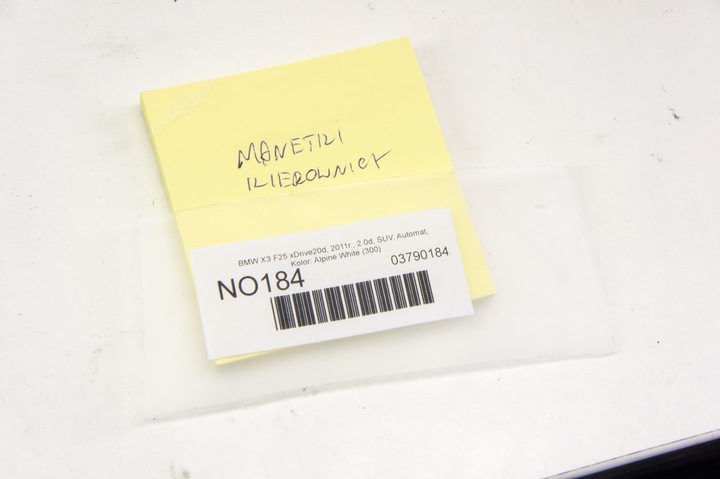 MANETKI
KIEROWNICY
BMW X3 F25 xDrive20d, 2011r., 2.0d, SUV, Automat,
Kolor: Alpine White (300)
NO184
03790184